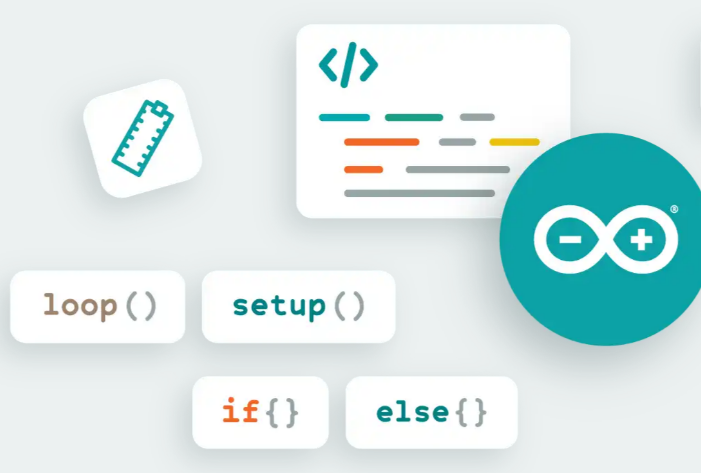 </>
loop() setup()
if{} else{}